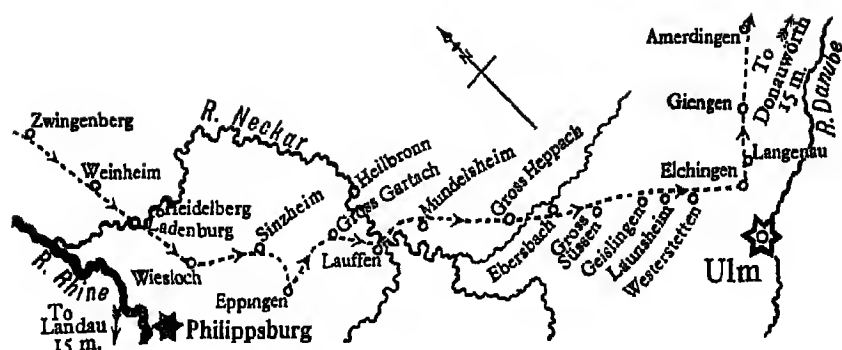 Zwingenberg
Weinheim
R. Neckar
Heidelberg
Ladenburg
Wiesloch
Sinzheim
R. Rhine
To
Landau
15 m.
Philippsburg
Eppingen
Gross Gartach
Heilbronn
Lauffen
Mundelsheim
N
Gross Heppach
Ebersbach
Gross
Süssen
Geislingen
Launsheim
Westerstetten
Elchingen
Langenau
Giengen
Amerdingen
To
Donauwörth
15 m.
R. Danube
Ulm